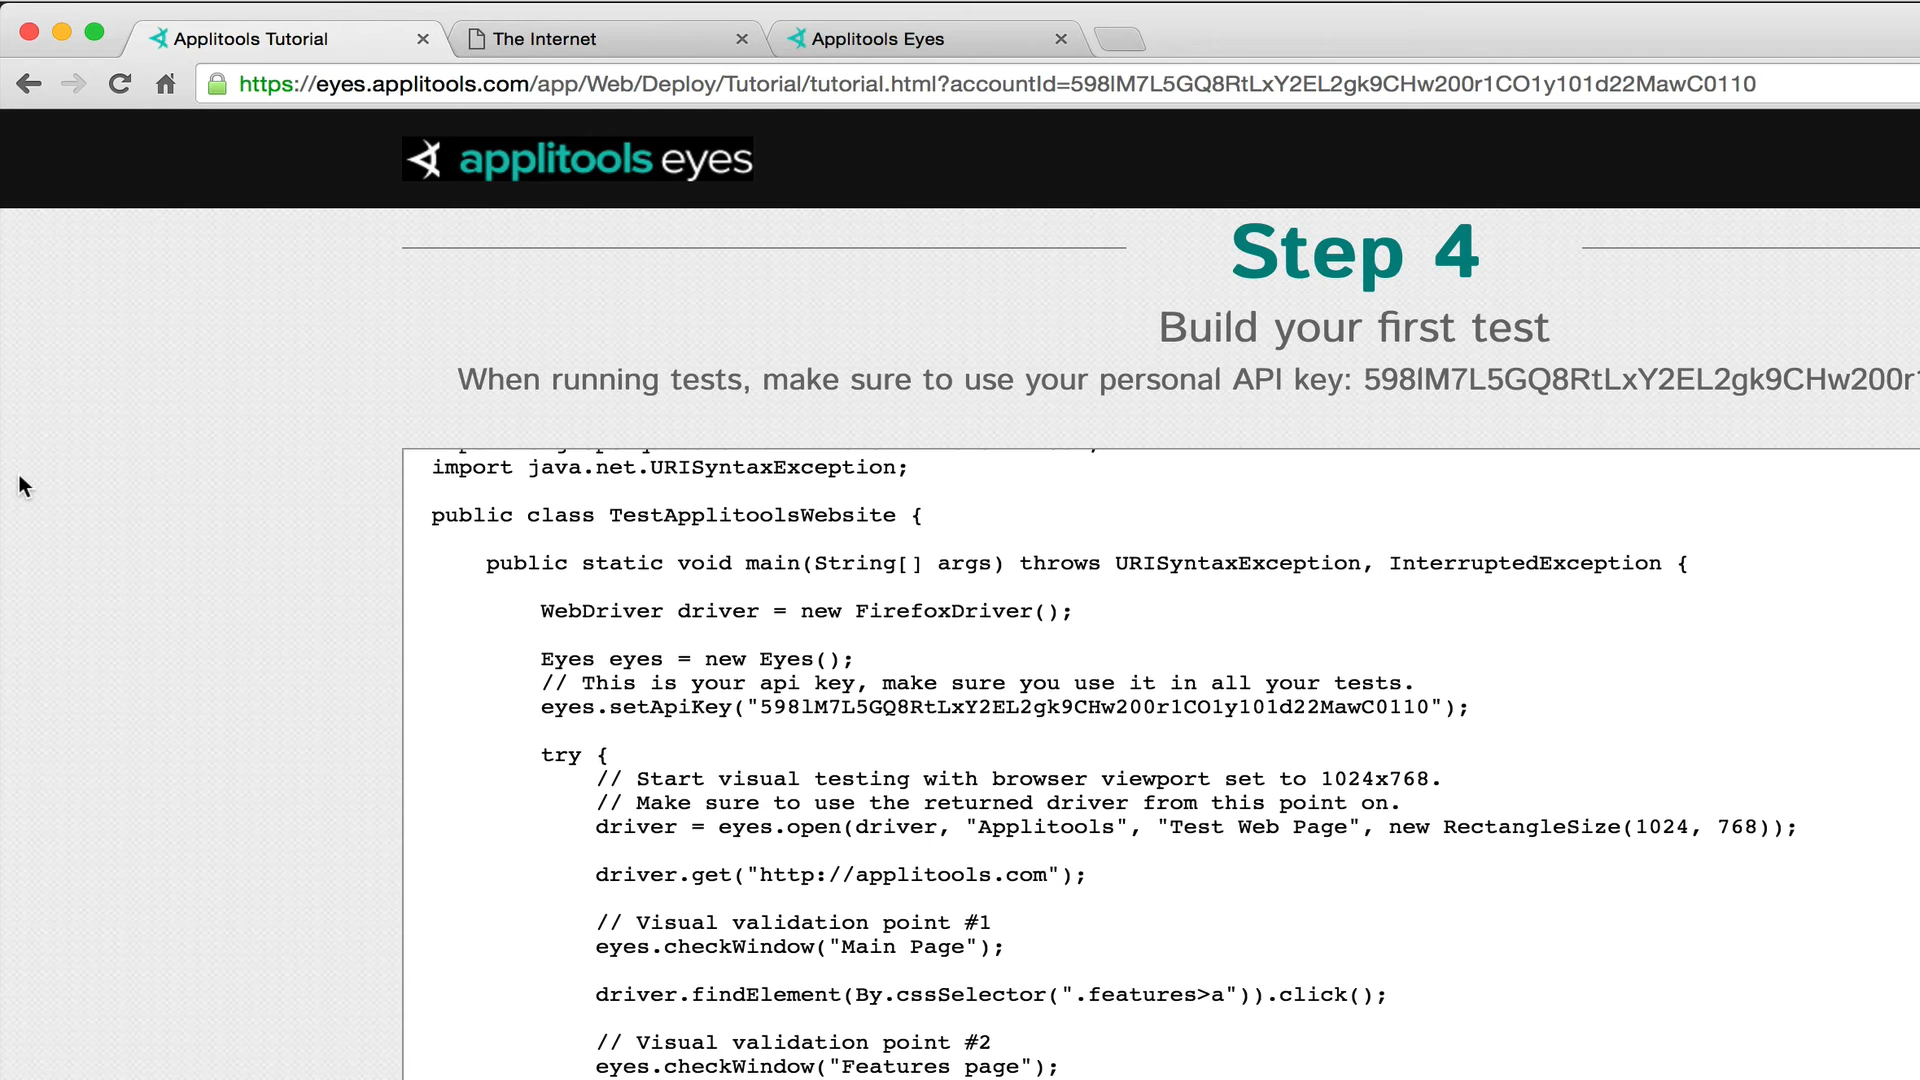 Applitools Tutorial
The Internet
Applitools Eyes
https://eyes.applitools.com/app/Web/Deploy/Tutorial/tutorial.html?accountId=598lM7L5GQ8RtLxY2EL2gk9CHw200r1CO1y101d22MawC0110
applitools eyes
Step 4
Build your first test
When running tests, make sure to use your personal API key: 598lM7L5GQ8RtLxY2EL2gk9CHw200r
import java.net.URISyntaxException;
public class TestApplitoolsWebsite {
public static void main(String[] args) throws URISyntaxException, InterruptedException {
WebDriver driver = new FirefoxDriver();
Eyes eyes = new Eyes();
// This is your api key, make sure you use it in all your tests.
eyes.setApiKey("598lM7L5GQ8RtLxY2EL2gk9CHw200r1CO1y101d22MawC0110");
try {
// Start visual testing with browser viewport set to 1024x768.
// Make sure to use the returned driver from this point on.
driver = eyes.open(driver, "Applitools", "Test Web Page", new RectangleSize(1024, 768));
driver.get("http://applitools.com");
// Visual validation point #1
eyes.checkWindow("Main Page");
driver.findElement(By.cssSelector(".features>a")).click();
// Visual validation point #2
eyes.checkWindow("Features page");